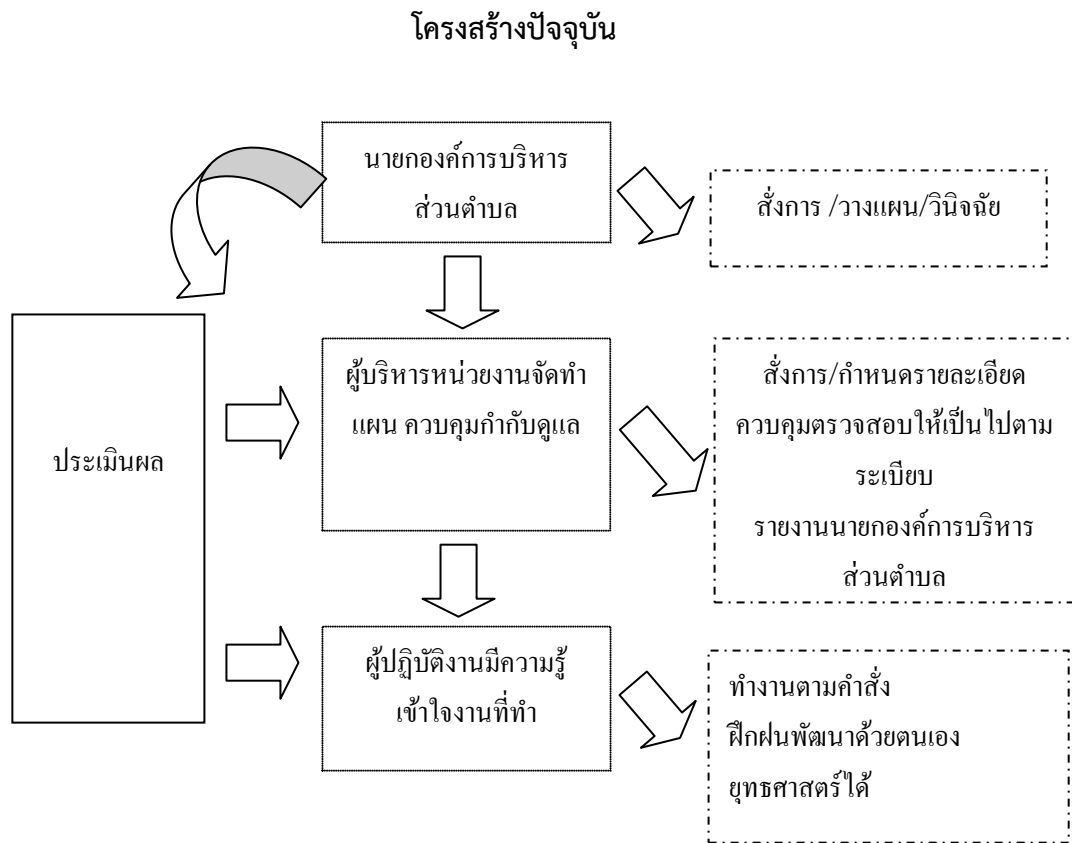 โครงสร้างปัจจุบัน
นายกองค์การบริหาร
ส่วนตำบล
สั่งการ /วางแผน/วินิจฉัย
ผู้บริหารหน่วยงานจัดทำ
แผน ควบคุมกำกับดูแล
สั่งการ/กำหนดรายละเอียด
ควบคุมตรวจสอบให้เป็นไปตาม
ระเบียบ
รายงานนายกองค์การบริหาร
ส่วนตำบล
ประเมินผล
ผู้ปฏิบัติงานมีความรู้
เข้าใจงานที่ทำ
ทำงานตามคำสั่ง
ฝึกฝนพัฒนาด้วยตนเอง
ยุทธศาสตร์ได้